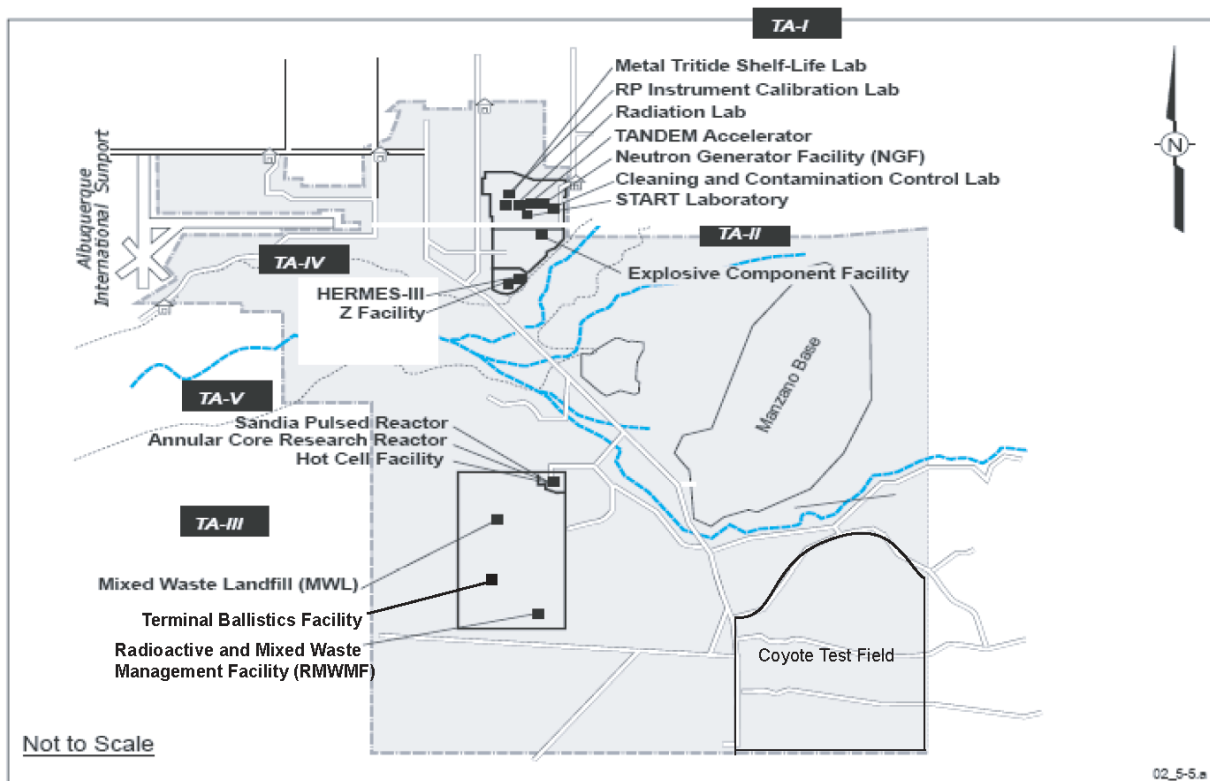 TA-I
Metal Tritide Shelf-Life Lab
RP Instrument Calibration Lab
Radiation Lab
TANDEM Accelerator
Neutron Generator Facility (NGF)
Cleaning and Contamination Control Lab
START Laboratory
N
Albuquerque
International Sunport
TA-II
TA-IV
Explosive Component Facility
HERMES-III
Z Facility
Manzano Base
TA-V
Sandia Pulsed Reactor
Annular Core Research Reactor
Hot Cell Facility
TA-III
Mixed Waste Landfill (MWL)
Terminal Ballistics Facility
Radioactive and Mixed Waste
Management Facility (RMWMF)
Coyote Test Field
Not to Scale
02_5-5.a